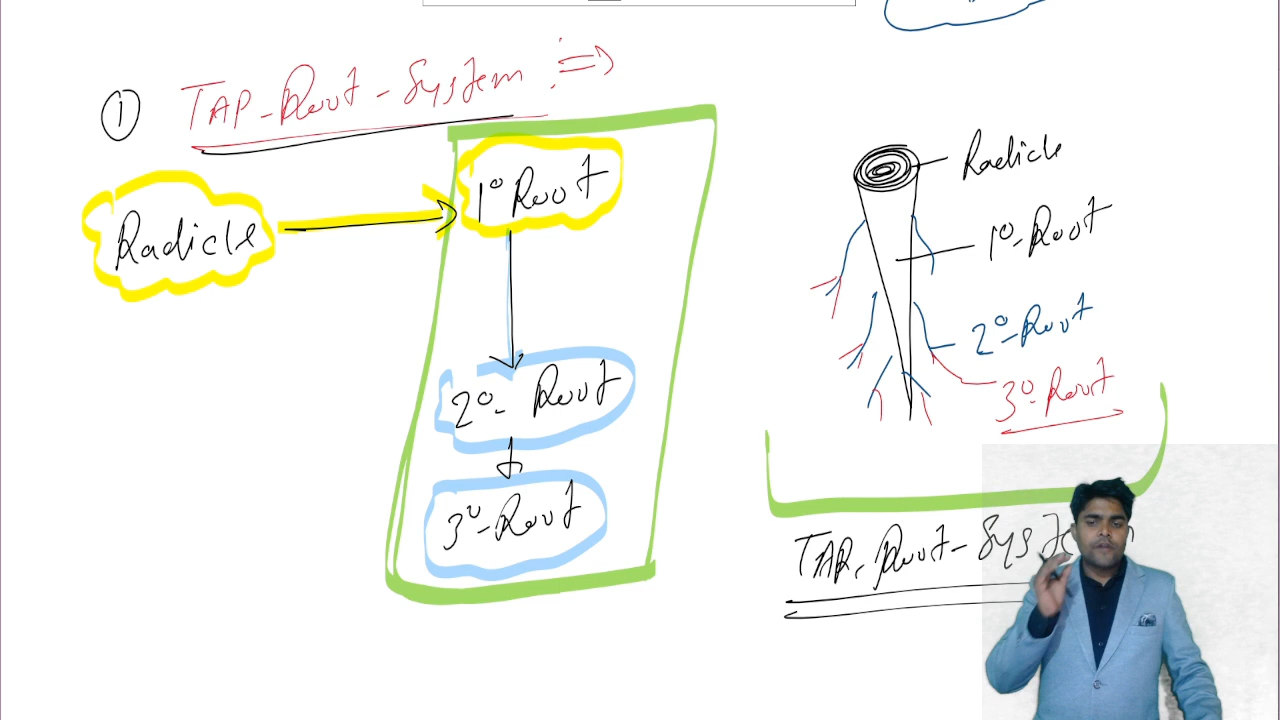 ① TAP-Root-System :⇒
Radicle
1° Root
2°- Root
3°-Root
Radicle
1°-Root
2°-Root
3°-Root
TAP-Root-System